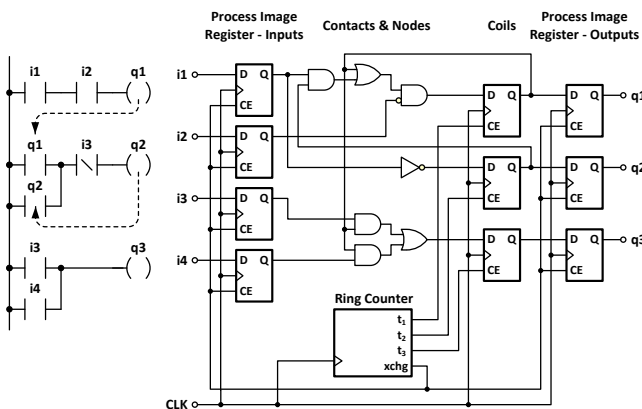 Process Image Register - Inputs
Contacts & Nodes
Coils
Process Image Register - Outputs
i1 i2 q1
q1 i3 q2
q2
i3 q3
i4
i1
D Q
CE
i2
D Q
CE
i3
D Q
CE
i4
D Q
CE
D Q
CE
D Q
CE
D Q
CE
D Q
CE
q1
D Q
CE
q2
D Q
CE
q3
Ring Counter
t1
t2
t3
xchg
CLK